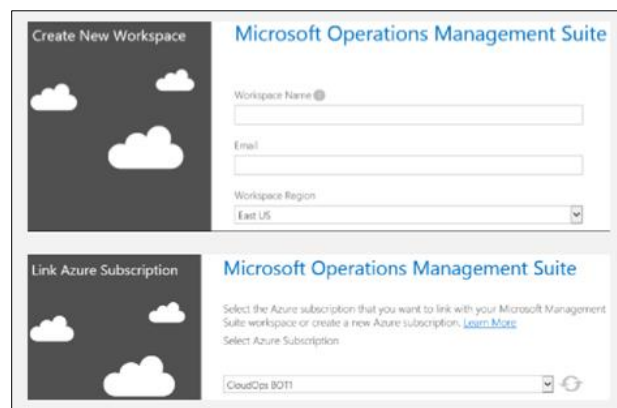 Create New Workspace
Microsoft Operations Management Suite
Workspace Name
Email
Workspace Region
East US
Link Azure Subscription
Microsoft Operations Management Suite
Select the Azure subscription that you want to link with your Microsoft Management
Suite workspace or create a new Azure subscription. Learn More
Select Azure Subscription
CloudOps BOT1